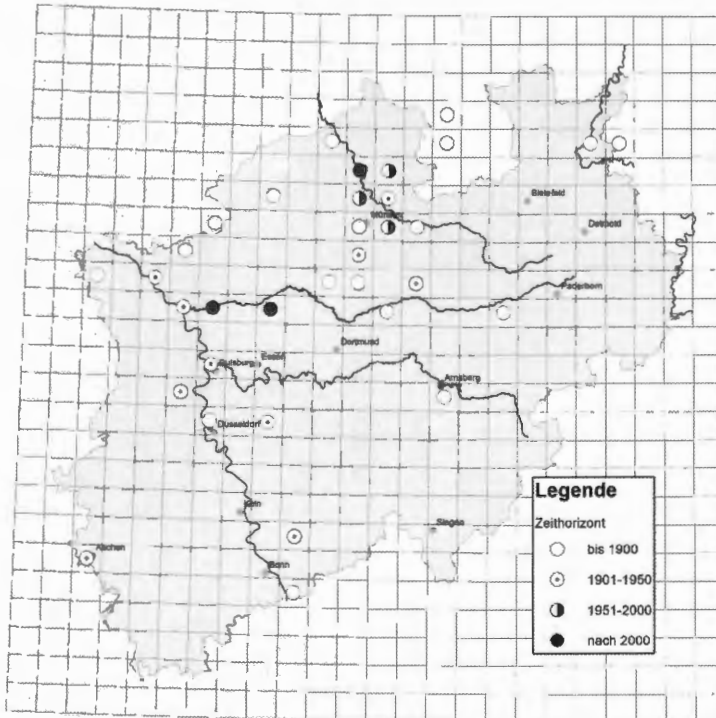 Bielefeld
Münster
Detmold
Paderborn
Dortmund
Duisburg
Essen
Arnsberg
Düsseldorf
Köln
Siegen
Aachen
Bonn
Legende
Zeithorizont
bis 1900
1901-1950
1951-2000
nach 2000